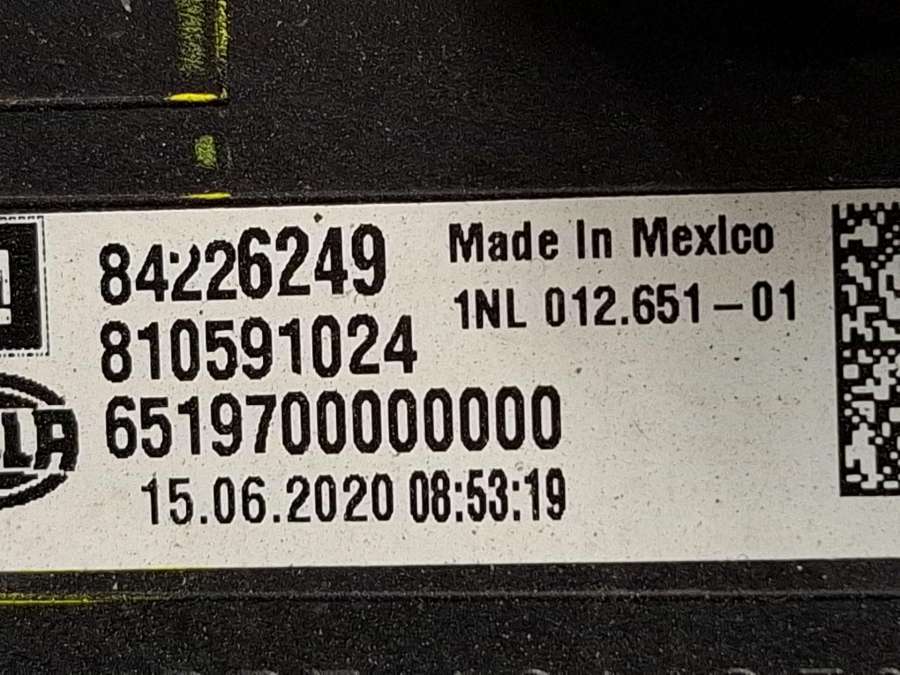 84226249
Made In Mexico
1NL 012.651-01
810591024
6519700000000
15.06.2020 08:53:19